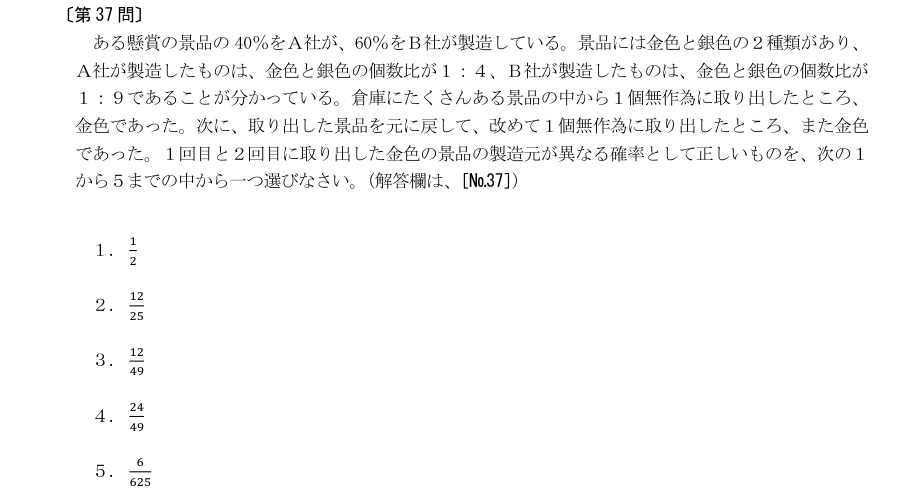 〔第 37 問〕
ある懸賞の景品の 40%をA社が、60%をB社が製造している。景品には金色と銀色の2種類があり、
A社が製造したものは、金色と銀色の個数比が1：4、B社が製造したものは、金色と銀色の個数比が
1：9であることが分かっている。倉庫にたくさんある景品の中から1個無作為に取り出したところ、
金色であった。次に、取り出した景品を元に戻して、改めて1個無作為に取り出したところ、また金色
であった。1回目と2回目に取り出した金色の景品の製造元が異なる確率として正しいものを、次の1
から5までの中から一つ選びなさい。（解答欄は、[№37]）
1． 1/2
2． 12/25
3． 12/49
4． 24/49
5． 6/625